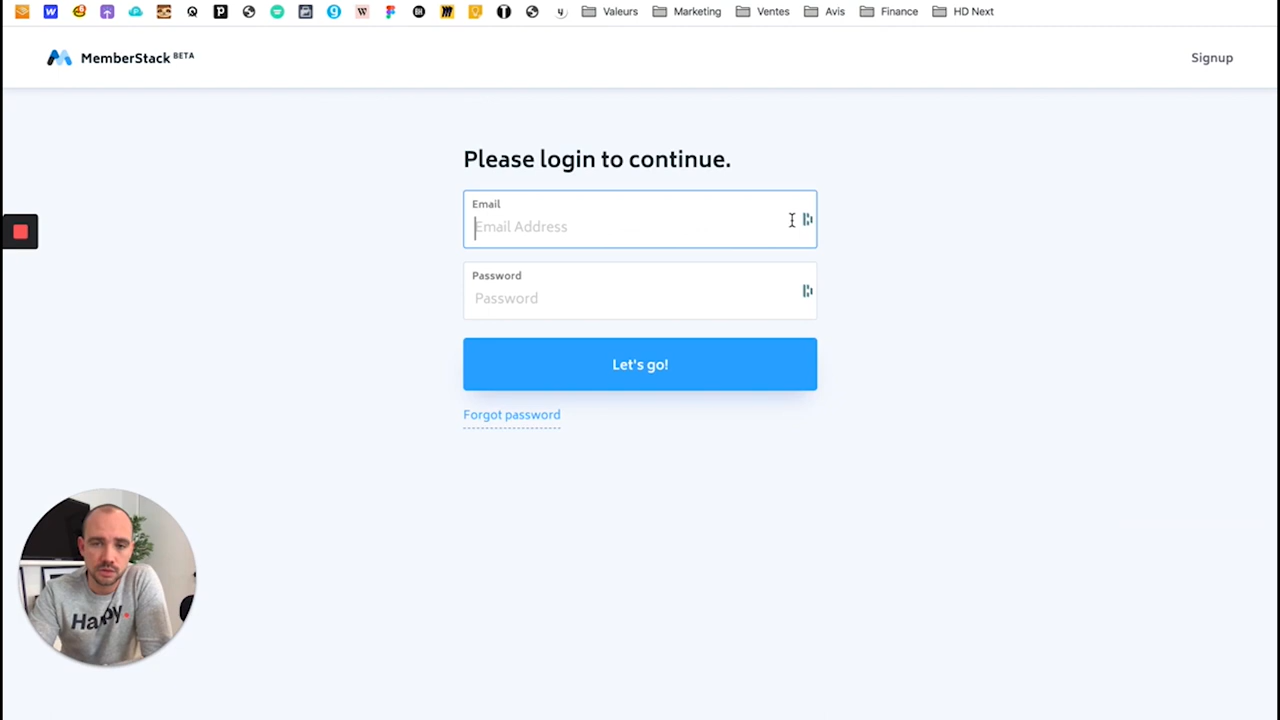 Valeurs Marketing Ventes Avis Finance HD Next
MemberStack BETA
Signup
Please login to continue.
Email
Email Address
Password
Password
Let's go!
Forgot password
Happy.